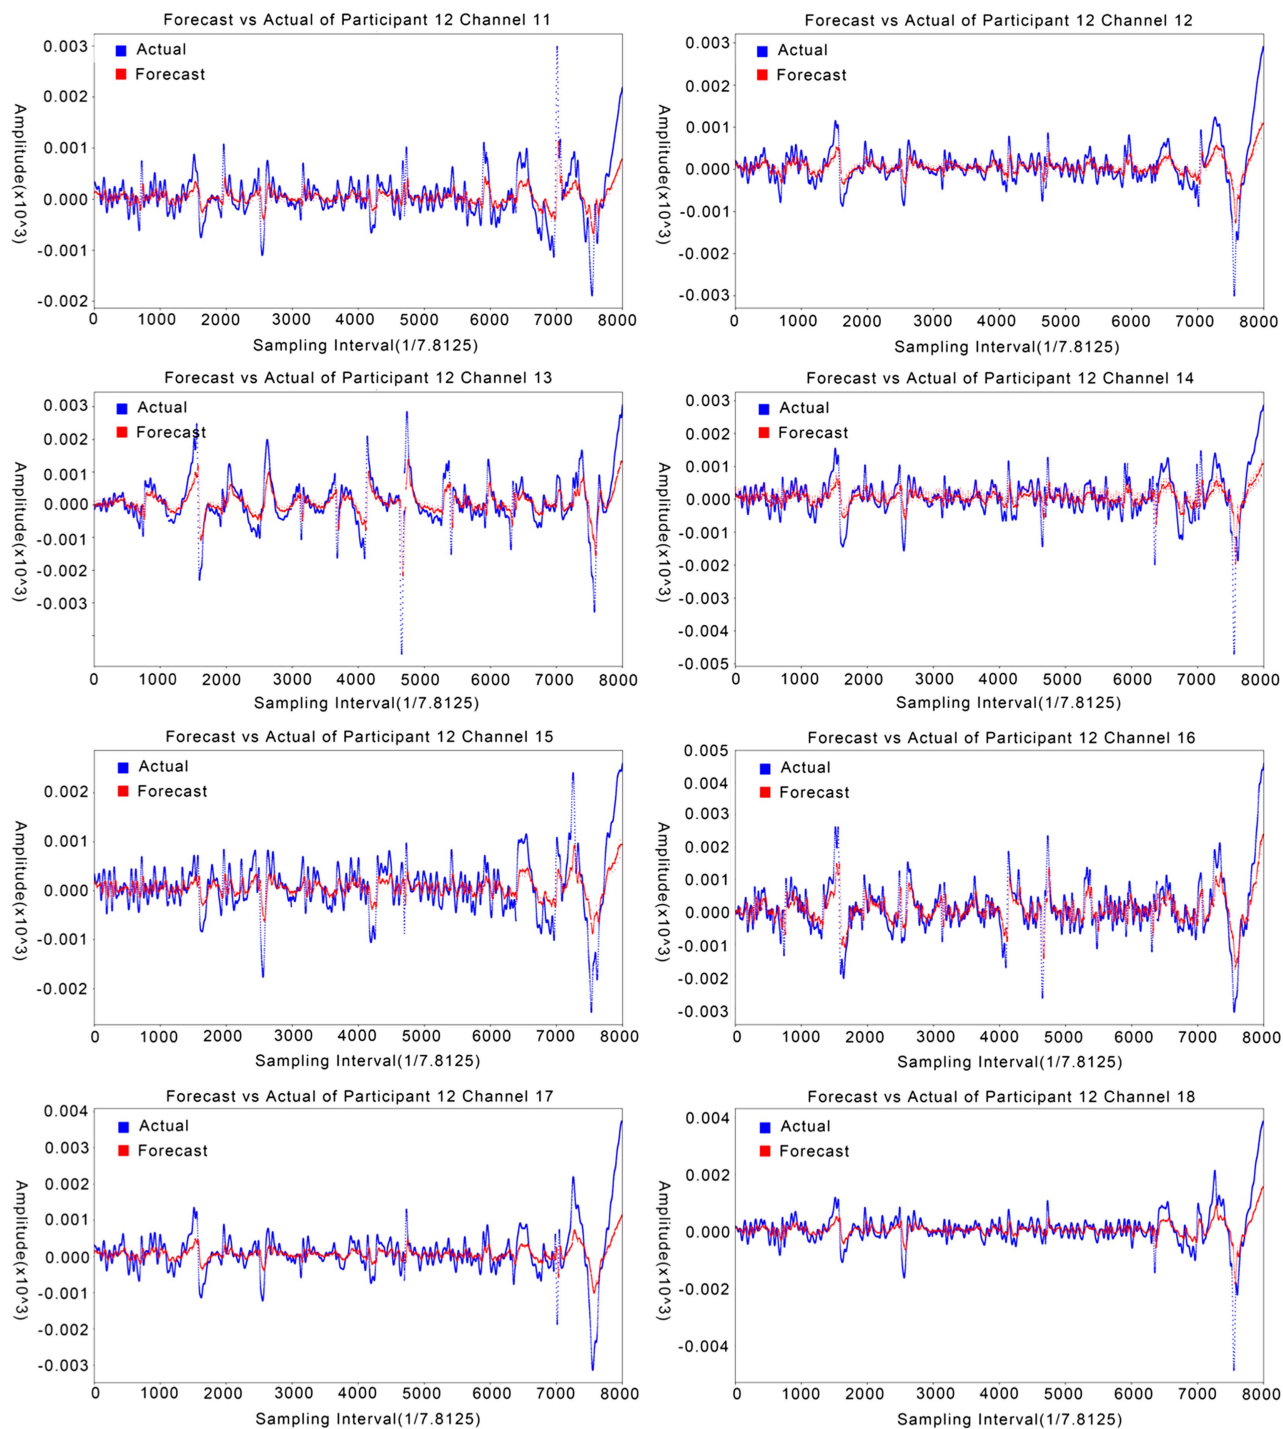 Forecast vs Actual of Participant 12 Channel 11
Actual
Forecast
0.003
0.002
0.001
0.000
-0.001
-0.002
Amplitude(x10^3)
0 1000 2000 3000 4000 5000 6000 7000 8000
Sampling Interval(1/7.8125)
Forecast vs Actual of Participant 12 Channel 12
Actual
Forecast
0.003
0.002
0.001
0.000
-0.001
-0.002
-0.003
Amplitude(x10^3)
0 1000 2000 3000 4000 5000 6000 7000 8000
Sampling Interval(1/7.8125)
Forecast vs Actual of Participant 12 Channel 13
Actual
Forecast
0.003
0.002
0.001
0.000
-0.001
-0.002
-0.003
Amplitude(x10^3)
0 1000 2000 3000 4000 5000 6000 7000 8000
Sampling Interval(1/7.8125)
Forecast vs Actual of Participant 12 Channel 14
Actual
Forecast
0.003
0.002
0.001
0.000
-0.001
-0.002
-0.003
-0.004
-0.005
Amplitude(x10^3)
0 1000 2000 3000 4000 5000 6000 7000 8000
Sampling Interval(1/7.8125)
Forecast vs Actual of Participant 12 Channel 15
Actual
Forecast
0.002
0.001
0.000
-0.001
-0.002
Amplitude(x10^3)
0 1000 2000 3000 4000 5000 6000 7000 8000
Sampling Interval(1/7.8125)
Forecast vs Actual of Participant 12 Channel 16
Actual
Forecast
0.005
0.004
0.003
0.002
0.001
0.000
-0.001
-0.002
-0.003
Amplitude(x10^3)
0 1000 2000 3000 4000 5000 6000 7000 8000
Sampling Interval(1/7.8125)
Forecast vs Actual of Participant 12 Channel 17
Actual
Forecast
0.004
0.003
0.002
0.001
0.000
-0.001
-0.002
-0.003
Amplitude(x10^3)
0 1000 2000 3000 4000 5000 6000 7000 8000
Sampling Interval(1/7.8125)
Forecast vs Actual of Participant 12 Channel 18
Actual
Forecast
0.004
0.002
0.000
-0.002
-0.004
Amplitude(x10^3)
0 1000 2000 3000 4000 5000 6000 7000 8000
Sampling Interval(1/7.8125)